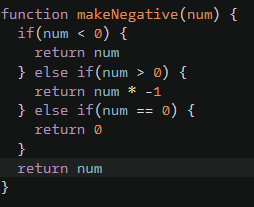 function makeNegative(num) {
  if(num < 0) {
    return num
  } else if(num > 0) {
    return num * -1
  } else if(num == 0) {
    return 0
  }
  return num
}